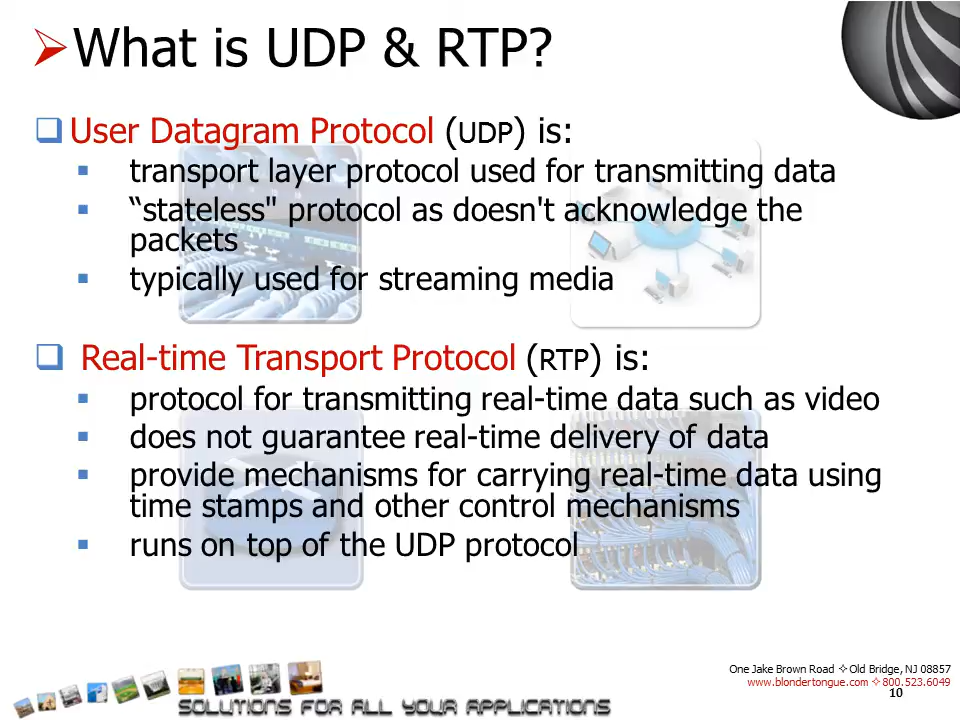 What is UDP & RTP?
User Datagram Protocol (UDP) is:
transport layer protocol used for transmitting data
“stateless" protocol as doesn't acknowledge the
packets
typically used for streaming media
Real-time Transport Protocol (RTP) is:
protocol for transmitting real-time data such as video
does not guarantee real-time delivery of data
provide mechanisms for carrying real-time data using
time stamps and other control mechanisms
runs on top of the UDP protocol
One Jake Brown Road ✧ Old Bridge, NJ 08857
www.blondertongue.com ✧ 800.523.6049
10
SOLUTIONS FOR ALL YOUR APPLICATIONS